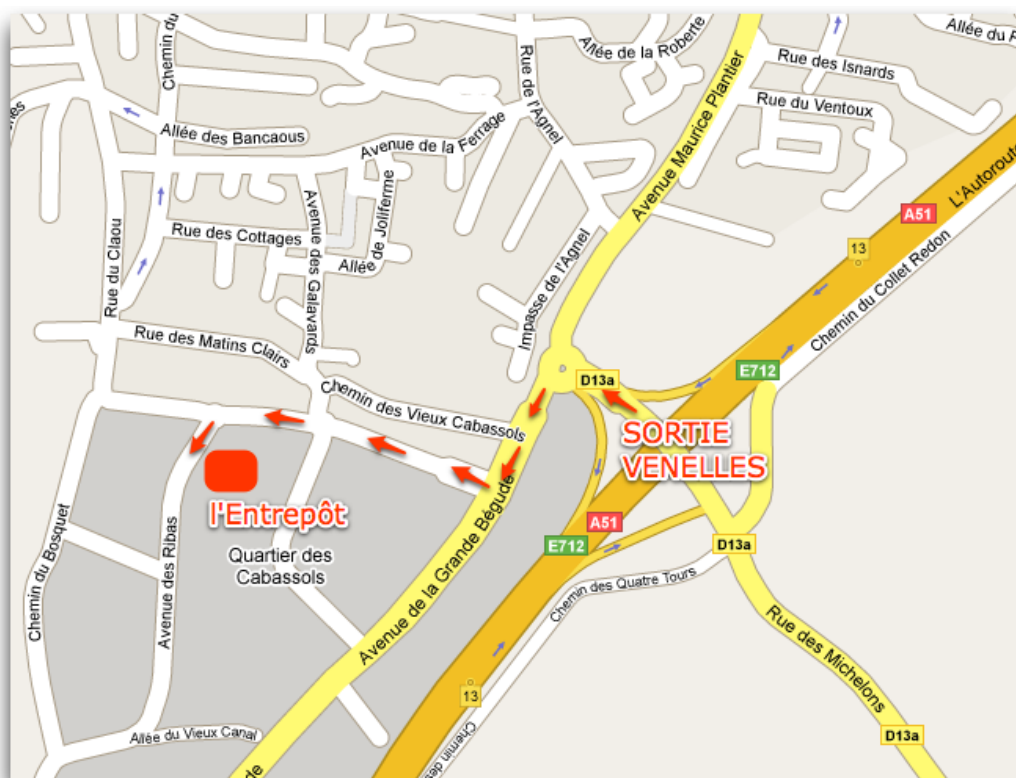 Chemin du
Allée de la Roberte
Rue de l'Agnel
Avenue Maurice Plantier
Rue des Isnards
Rue du Ventoux
Allée des Bancaous
Avenue de la Ferrage
L'Autoroute
A51
13
Chemin du Collet Redon
Rue du Claou
Rue des Cottages
Avenue des Galavards
Allée de Joliferme
Impasse de l'Agnel
Rue des Matins Clairs
Chemin des Vieux Cabassols
D13a
E712
SORTIE
VENELLES
l'Entrepôt
Quartier des
Cabassols
Avenue des Ribas
Chemin du Bosquet
Avenue de la Grande Bégude
A51
E712
D13a
Chemin des Quatre Tours
Rue des Michelons
13
Allée du Vieux Canal
D13a
Chemin des